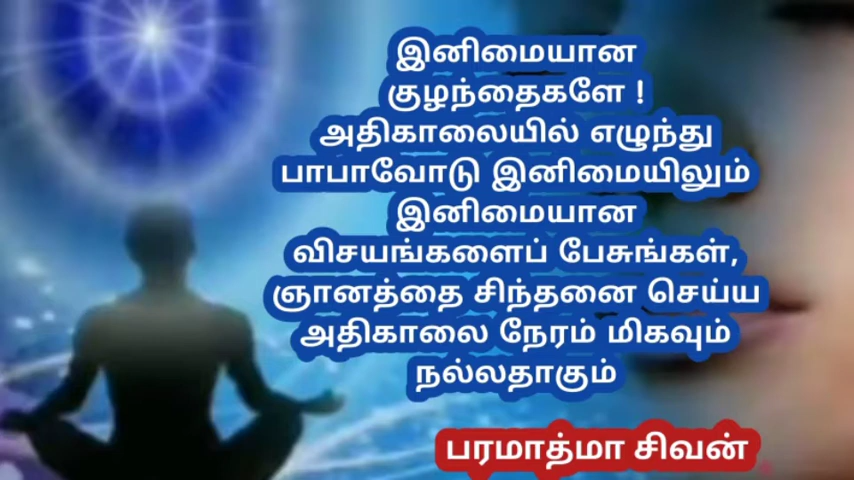 இனிமையான
குழந்தைகளே !
அதிகாலையில் எழுந்து
பாபாவோடு இனிமையிலும்
இனிமையான
விசயங்களைப் பேசுங்கள்,
ஞானத்தை சிந்தனை செய்ய
அதிகாலை நேரம் மிகவும்
நல்லதாகும்
பரமாத்மா சிவன்